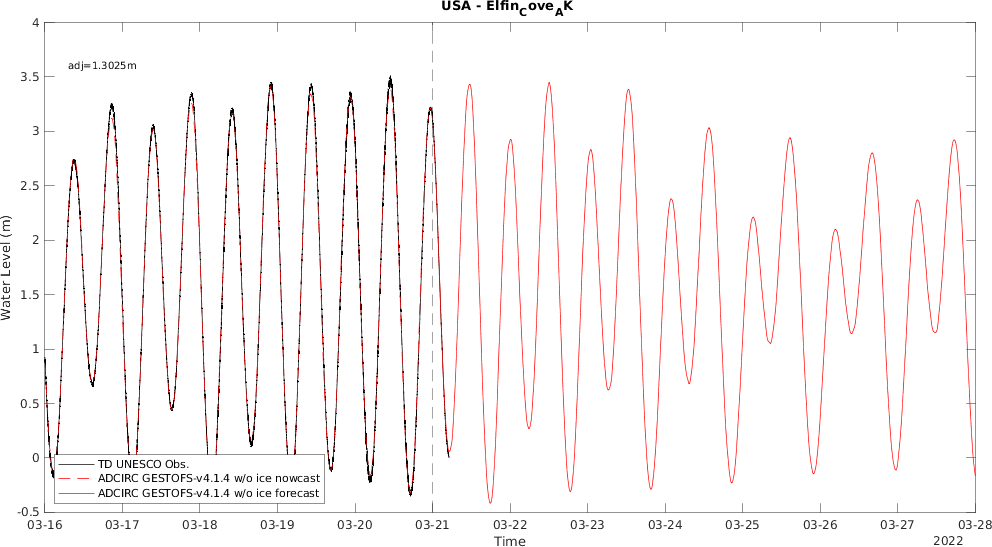 USA - ElfinCoveAK
adj=1.3025m
Water Level (m)
4
3.5
3
2.5
2
1.5
1
0.5
0
-0.5
TD UNESCO Obs.
ADCIRC GESTOFS-v4.1.4 w/o ice nowcast
ADCIRC GESTOFS-v4.1.4 w/o ice forecast
03-16 03-17 03-18 03-19 03-20 03-21 03-22 03-23 03-24 03-25 03-26 03-27 03-28
Time
2022